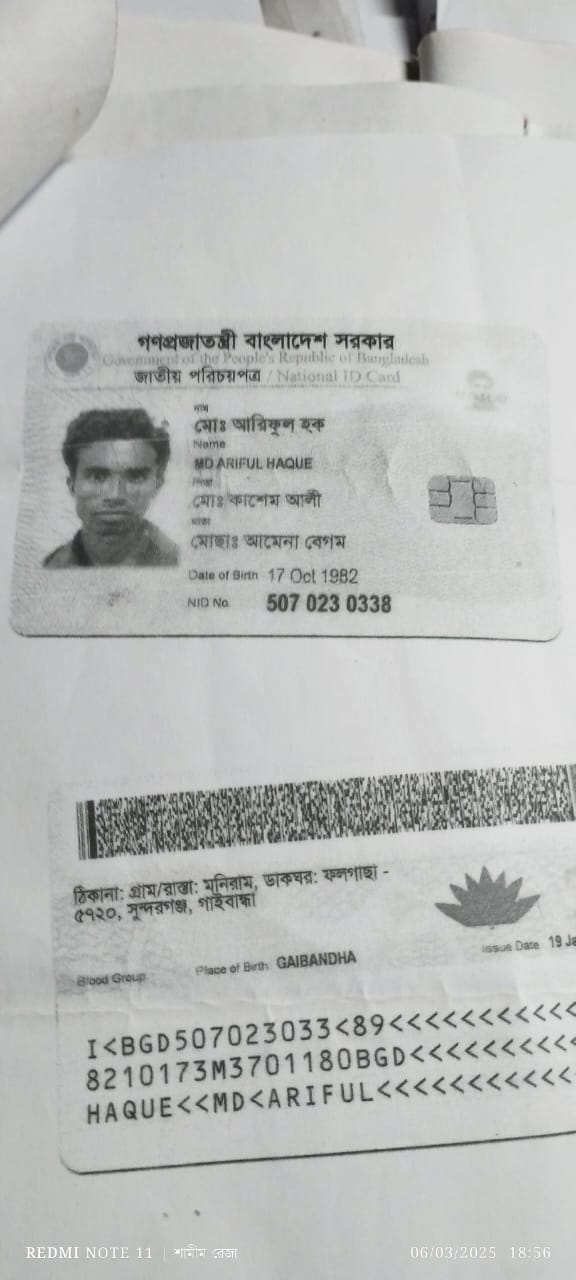 গণপ্রজাতন্ত্রী বাংলাদেশ সরকার
Government of the People's Republic of Bangladesh
জাতীয় পরিচয়পত্র / National ID Card
নাম
মোঃ আরিফুল হক
Name
MD ARIFUL HAQUE
পিতা
মোঃ কাশেম আলী
মাতা
মোছাঃ আমেনা বেগম
Date of Birth 17 Oct 1982
NID No. 507 023 0338
ঠিকানা: গ্রাম/রাস্তা: মনিরাম, ডাকঘর: ফলগাছা -
৫৭২০, সুন্দরগঞ্জ, গাইবান্ধা
Blood Group: Place of Birth: GAIBANDHA Issue Date: 19 Ja
I<BGD507023033<89<<<<<<<<<<<
8210173M3701180BGD<<<<<<<<<<
HAQUE<<MD<ARIFUL<<<<<<<<<<<<
REDMI NOTE 11 | শামীম রেজা 06/03/2025 18:56